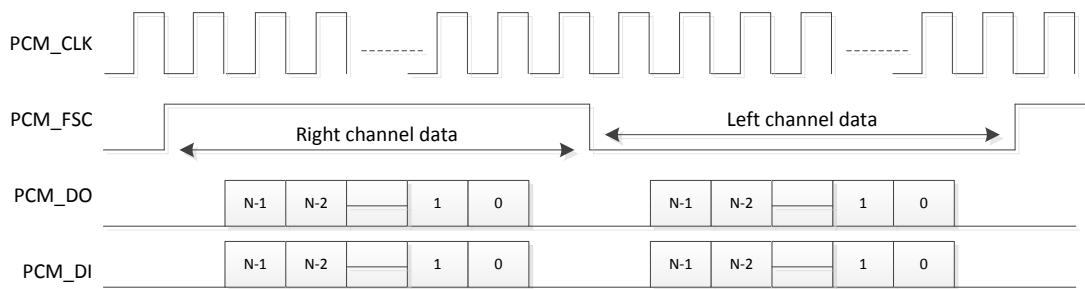 PCM_CLK
PCM_FSC
Right channel data
Left channel data
PCM_DO
N-1 N-2 1 0 N-1 N-2 1 0
PCM_DI
N-1 N-2 1 0 N-1 N-2 1 0